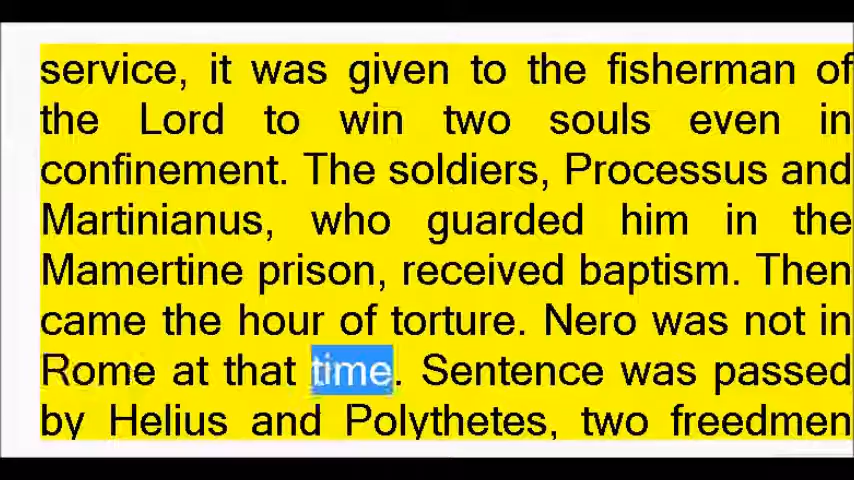 service, it was given to the fisherman of
the Lord to win two souls even in
confinement. The soldiers, Processus and
Martinianus, who guarded him in the
Mamertine prison, received baptism. Then
came the hour of torture. Nero was not in
Rome at that time. Sentence was passed
by Helius and Polythetes, two freedmen